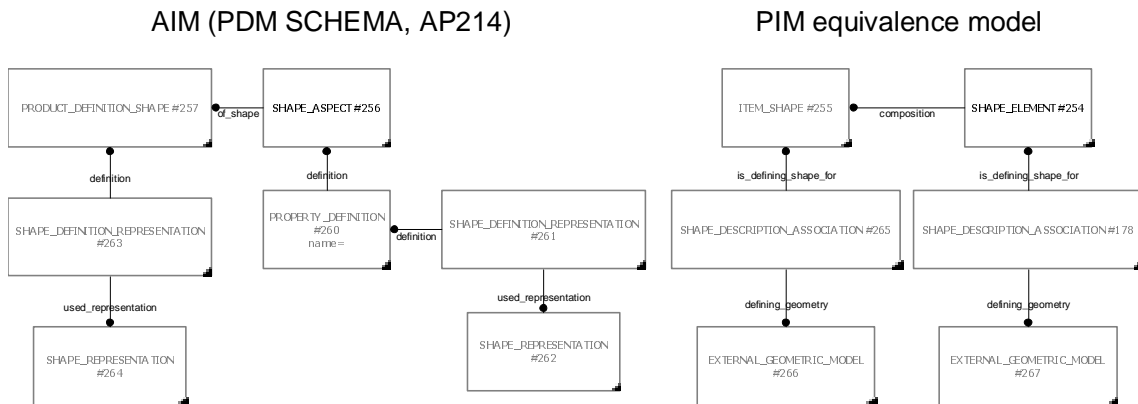 AIM (PDM SCHEMA, AP214)
PIM equivalence model
PRODUCT_DEFINITION_SHAPE #257
of_shape
SHAPE_ASPECT #256
ITEM_SHAPE #255
composition
SHAPE_ELEMENT #254
definition
definition
is_defining_shape_for
is_defining_shape_for
SHAPE_DEFINITION_REPRESENTATION
#263
PROPERTY_DEFINITION
#260
name=
definition
SHAPE_DEFINITION_REPRESENTATION
#261
SHAPE_DESCRIPTION_ASSOCIATION #265
SHAPE_DESCRIPTION_ASSOCIATION #178
used_representation
used_representation
defining_geometry
defining_geometry
SHAPE_REPRESENTATION
#264
SHAPE_REPRESENTATION
#262
EXTERNAL_GEOMETRIC_MODEL
#266
EXTERNAL_GEOMETRIC_MODEL
#267